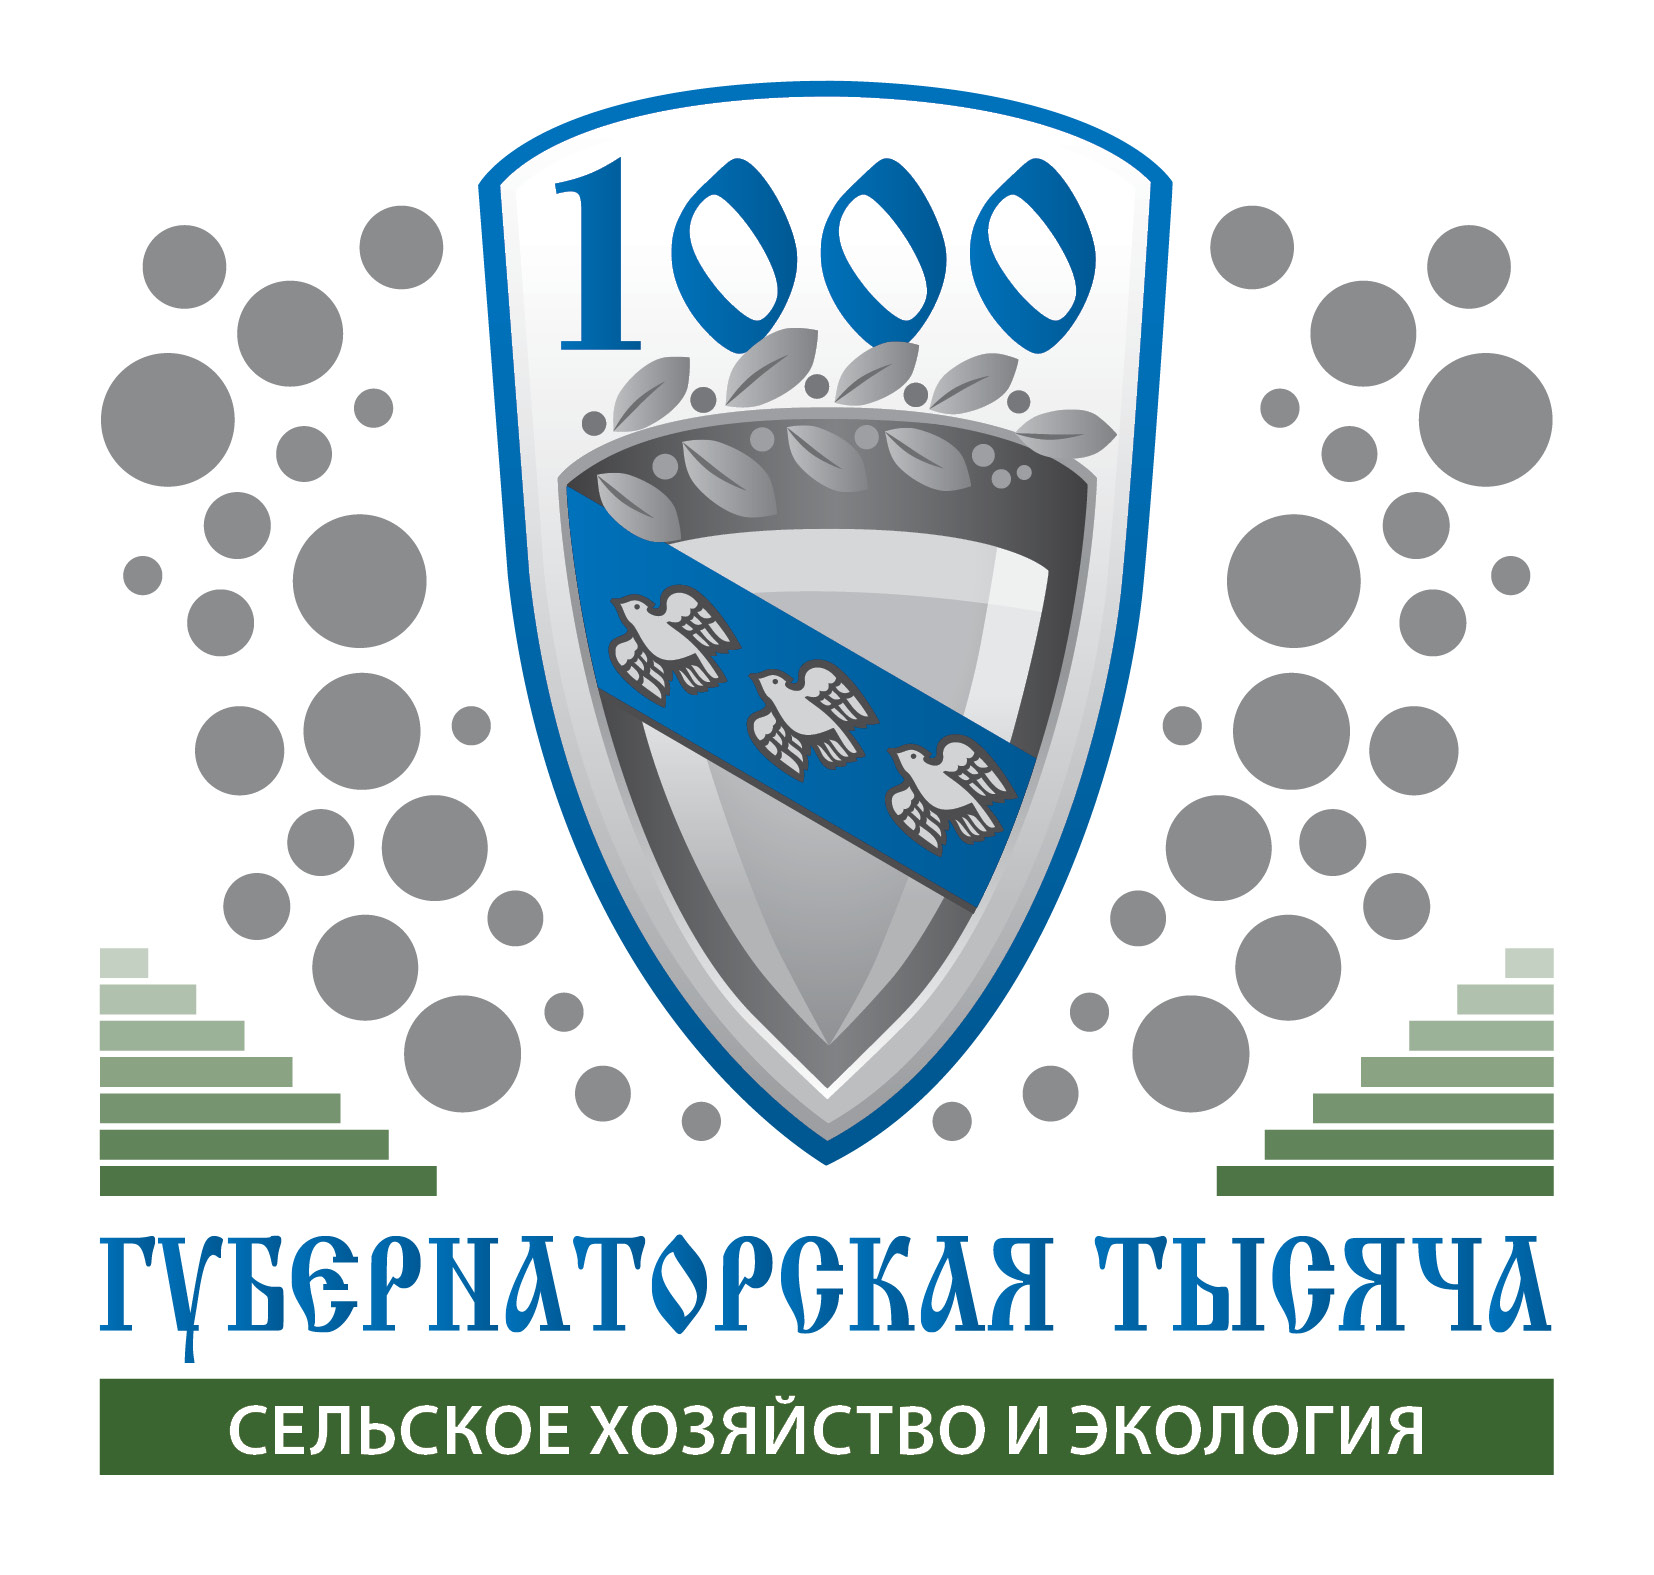 1000
ГУБЕРНАТОРСКАЯ ТЫСЯЧА
СЕЛЬСКОЕ ХОЗЯЙСТВО И ЭКОЛОГИЯ